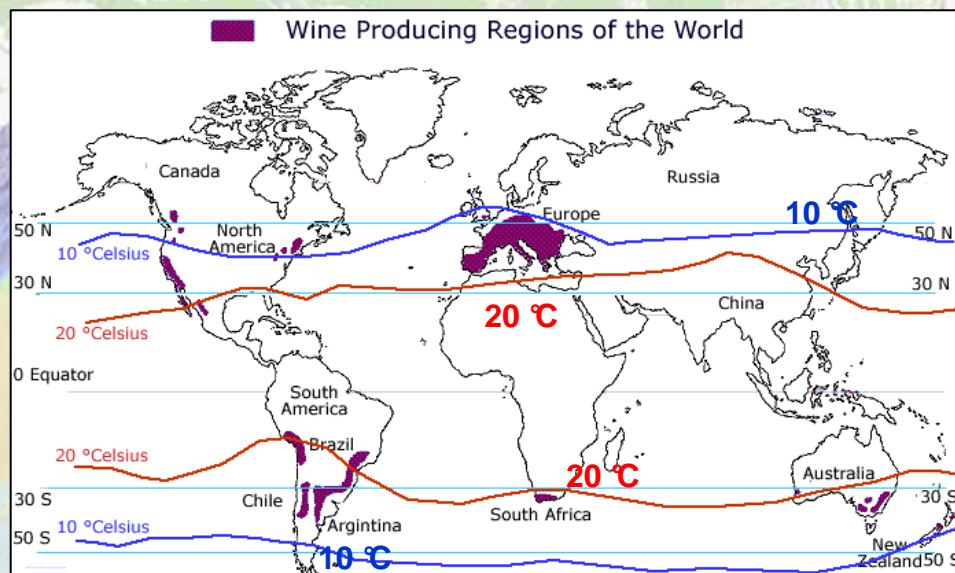 Wine Producing Regions of the World
Canada
Russia
North
America
Europe
10 °C
50 N
50 N
10 °Celsius
30 N
30 N
China
20 °C
20 °Celsius
0 Equator
South
America
Brazil
20 °Celsius
20 °C
Australia
30 S
Chile
30 S
South Africa
Argintina
10 °Celsius
50 S
10 °C
New
Zealand
50 S